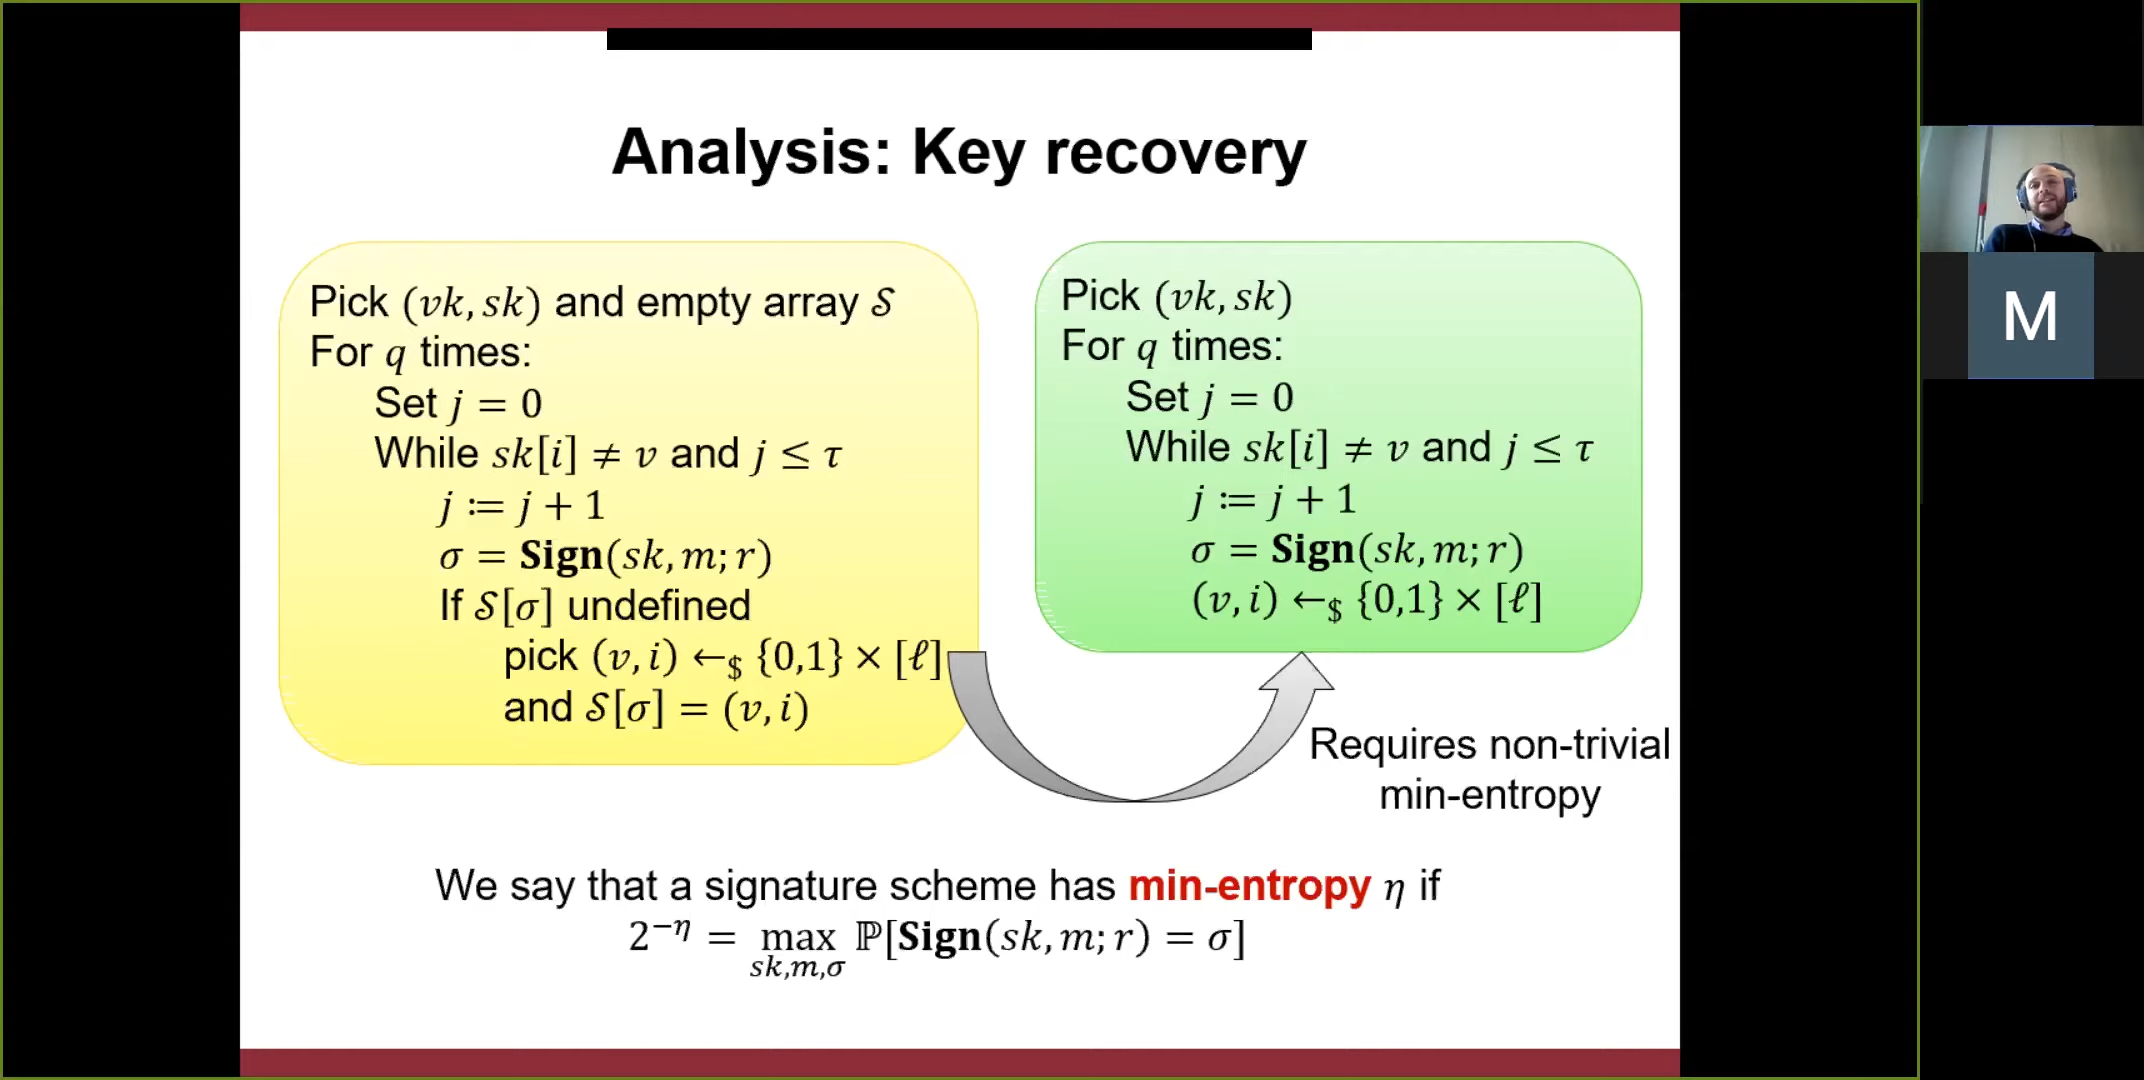 Analysis: Key recovery
Pick (vk, sk) and empty array 𝒮
For q times:
Set j = 0
While sk[i] ≠ v and j ≤ τ
j ≔ j + 1
σ = Sign(sk, m; r)
If 𝒮[σ] undefined
pick (v, i) ←$ {0,1} × [ℓ]
and 𝒮[σ] = (v, i)
Pick (vk, sk)
For q times:
Set j = 0
While sk[i] ≠ v and j ≤ τ
j ≔ j + 1
σ = Sign(sk, m; r)
(v, i) ←$ {0,1} × [ℓ]
Requires non-trivial
min-entropy
We say that a signature scheme has min-entropy η if
2^{−η} = max_{sk,m,σ} ℙ[Sign(sk, m; r) = σ]
M